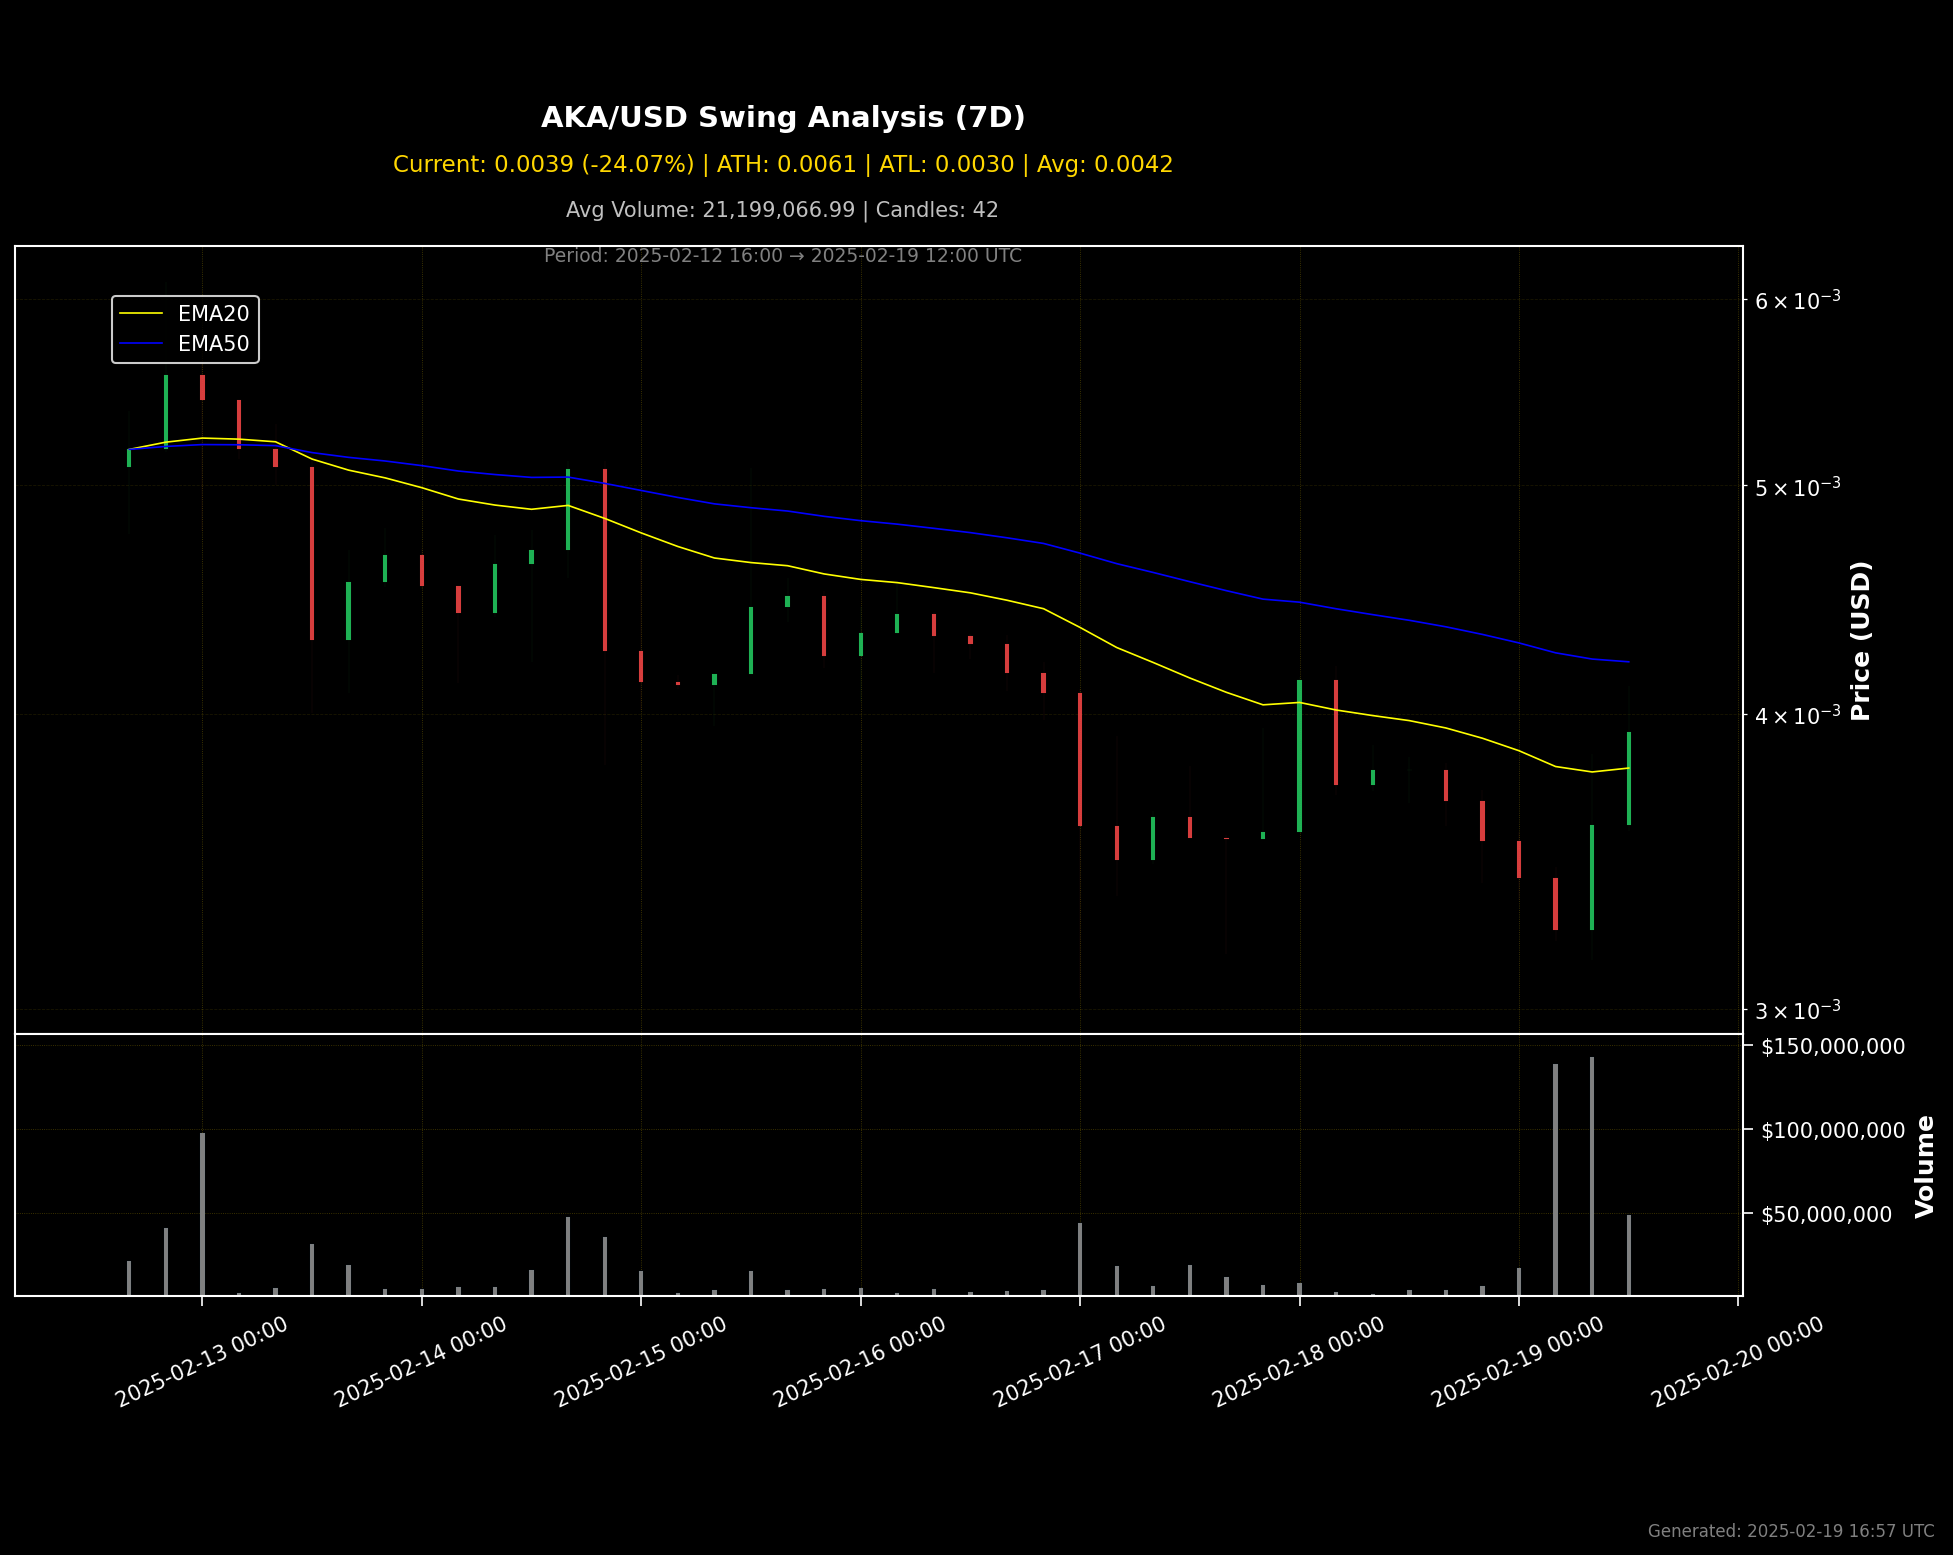 AKA/USD Swing Analysis (7D)
Current: 0.0039 (-24.07%) | ATH: 0.0061 | ATL: 0.0030 | Avg: 0.0042
Avg Volume: 21,199,066.99 | Candles: 42
Period: 2025-02-12 16:00 → 2025-02-19 12:00 UTC
EMA20
EMA50
6 × 10⁻³
5 × 10⁻³
4 × 10⁻³
3 × 10⁻³
Price (USD)
$150,000,000
$100,000,000
$50,000,000
Volume
2025-02-13 00:00
2025-02-14 00:00
2025-02-15 00:00
2025-02-16 00:00
2025-02-17 00:00
2025-02-18 00:00
2025-02-19 00:00
2025-02-20 00:00
Generated: 2025-02-19 16:57 UTC